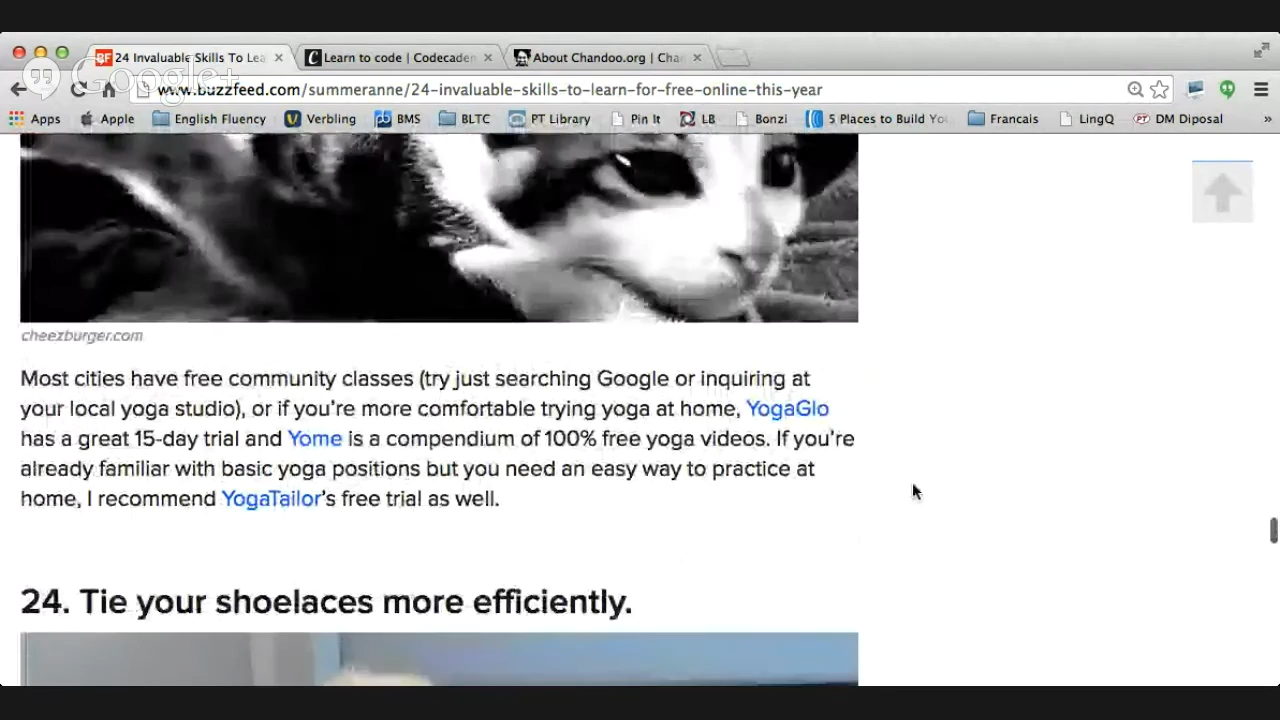 24 Invaluable Skills To Lea
Learn to code | Codecaden
About Chandoo.org | Cha
Google+
www.buzzfeed.com/summeranne/24-invaluable-skills-to-learn-for-free-online-this-year
Apps
Apple
English Fluency
Verbling
BMS
BLTC
PT Library
Pin It
LB
Bonzi
5 Places to Build Yo
Francais
LingQ
DM Diposal
»
cheezburger.com
Most cities have free community classes (try just searching Google or inquiring at
your local yoga studio), or if you're more comfortable trying yoga at home, YogaGlo
has a great 15-day trial and Yome is a compendium of 100% free yoga videos. If you're
already familiar with basic yoga positions but you need an easy way to practice at
home, I recommend YogaTailor's free trial as well.
24. Tie your shoelaces more efficiently.